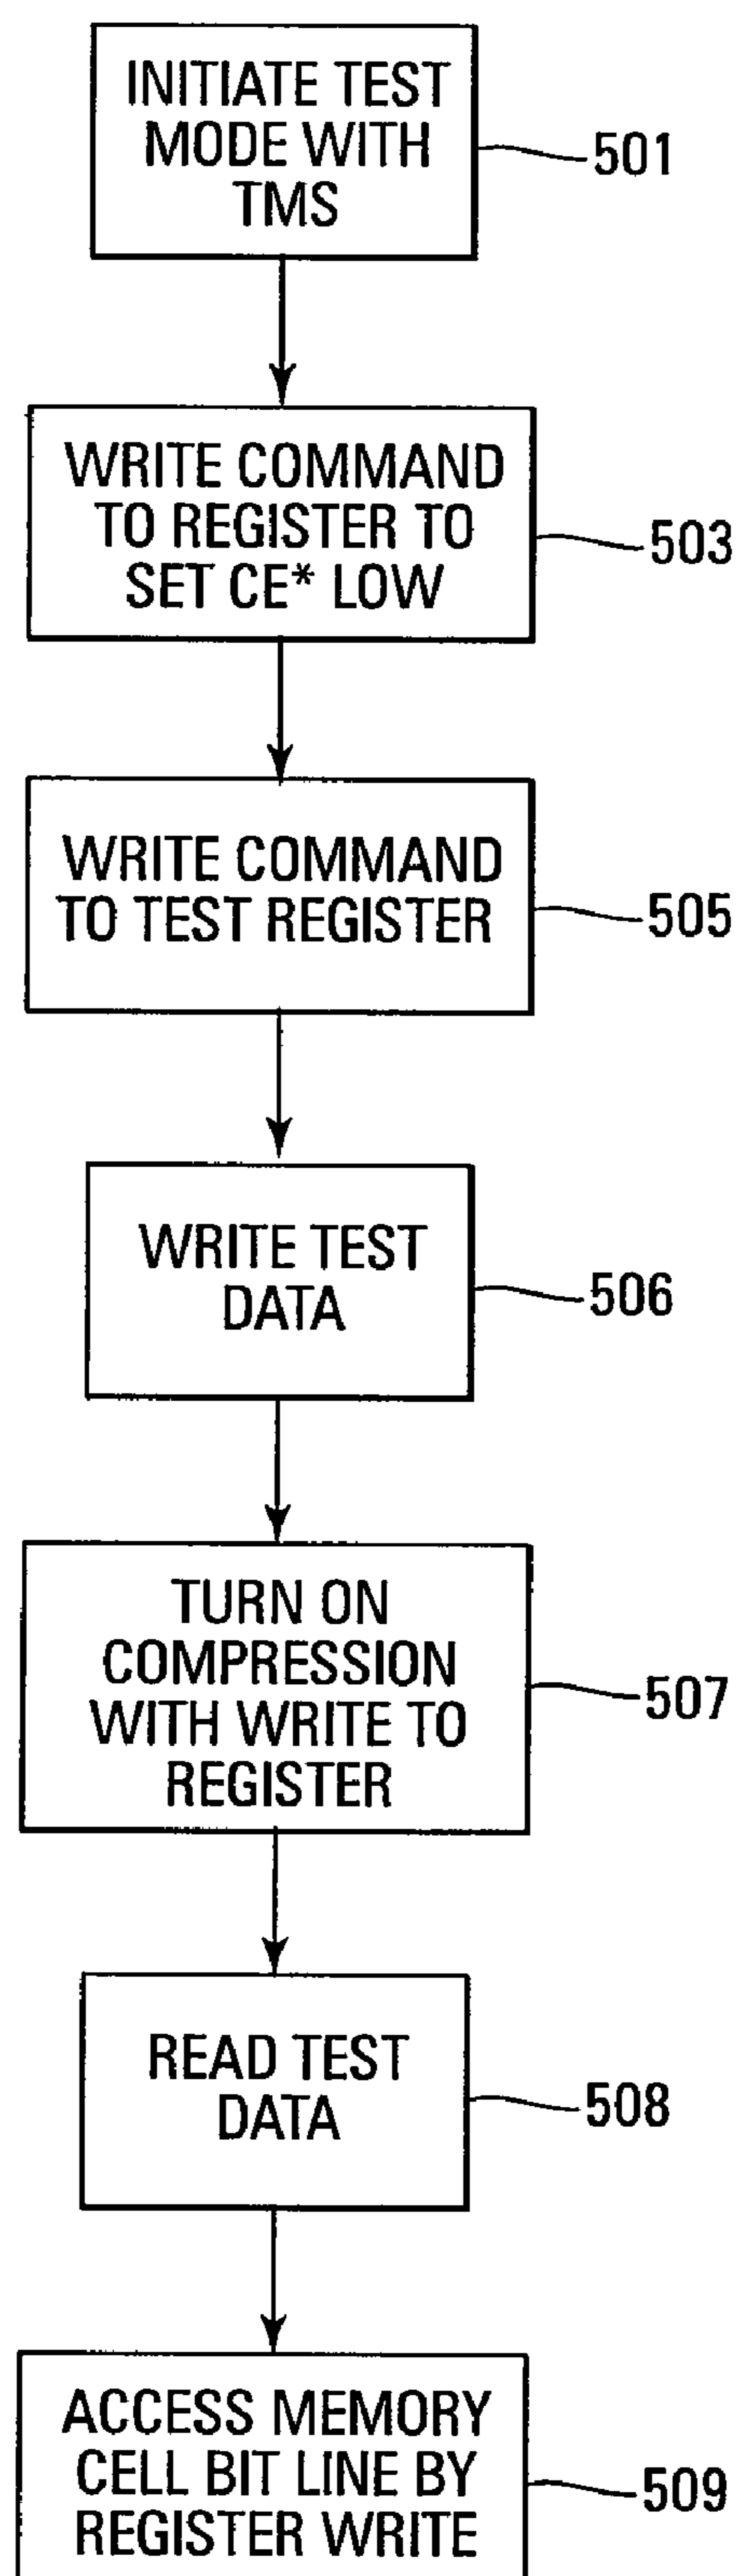 INITIATE TEST
MODE WITH
TMS
501
WRITE COMMAND
TO REGISTER TO
SET CE* LOW
503
WRITE COMMAND
TO TEST REGISTER
505
WRITE TEST
DATA
506
TURN ON
COMPRESSION
WITH WRITE TO
REGISTER
507
READ TEST
DATA
508
ACCESS MEMORY
CELL BIT LINE BY
REGISTER WRITE
509